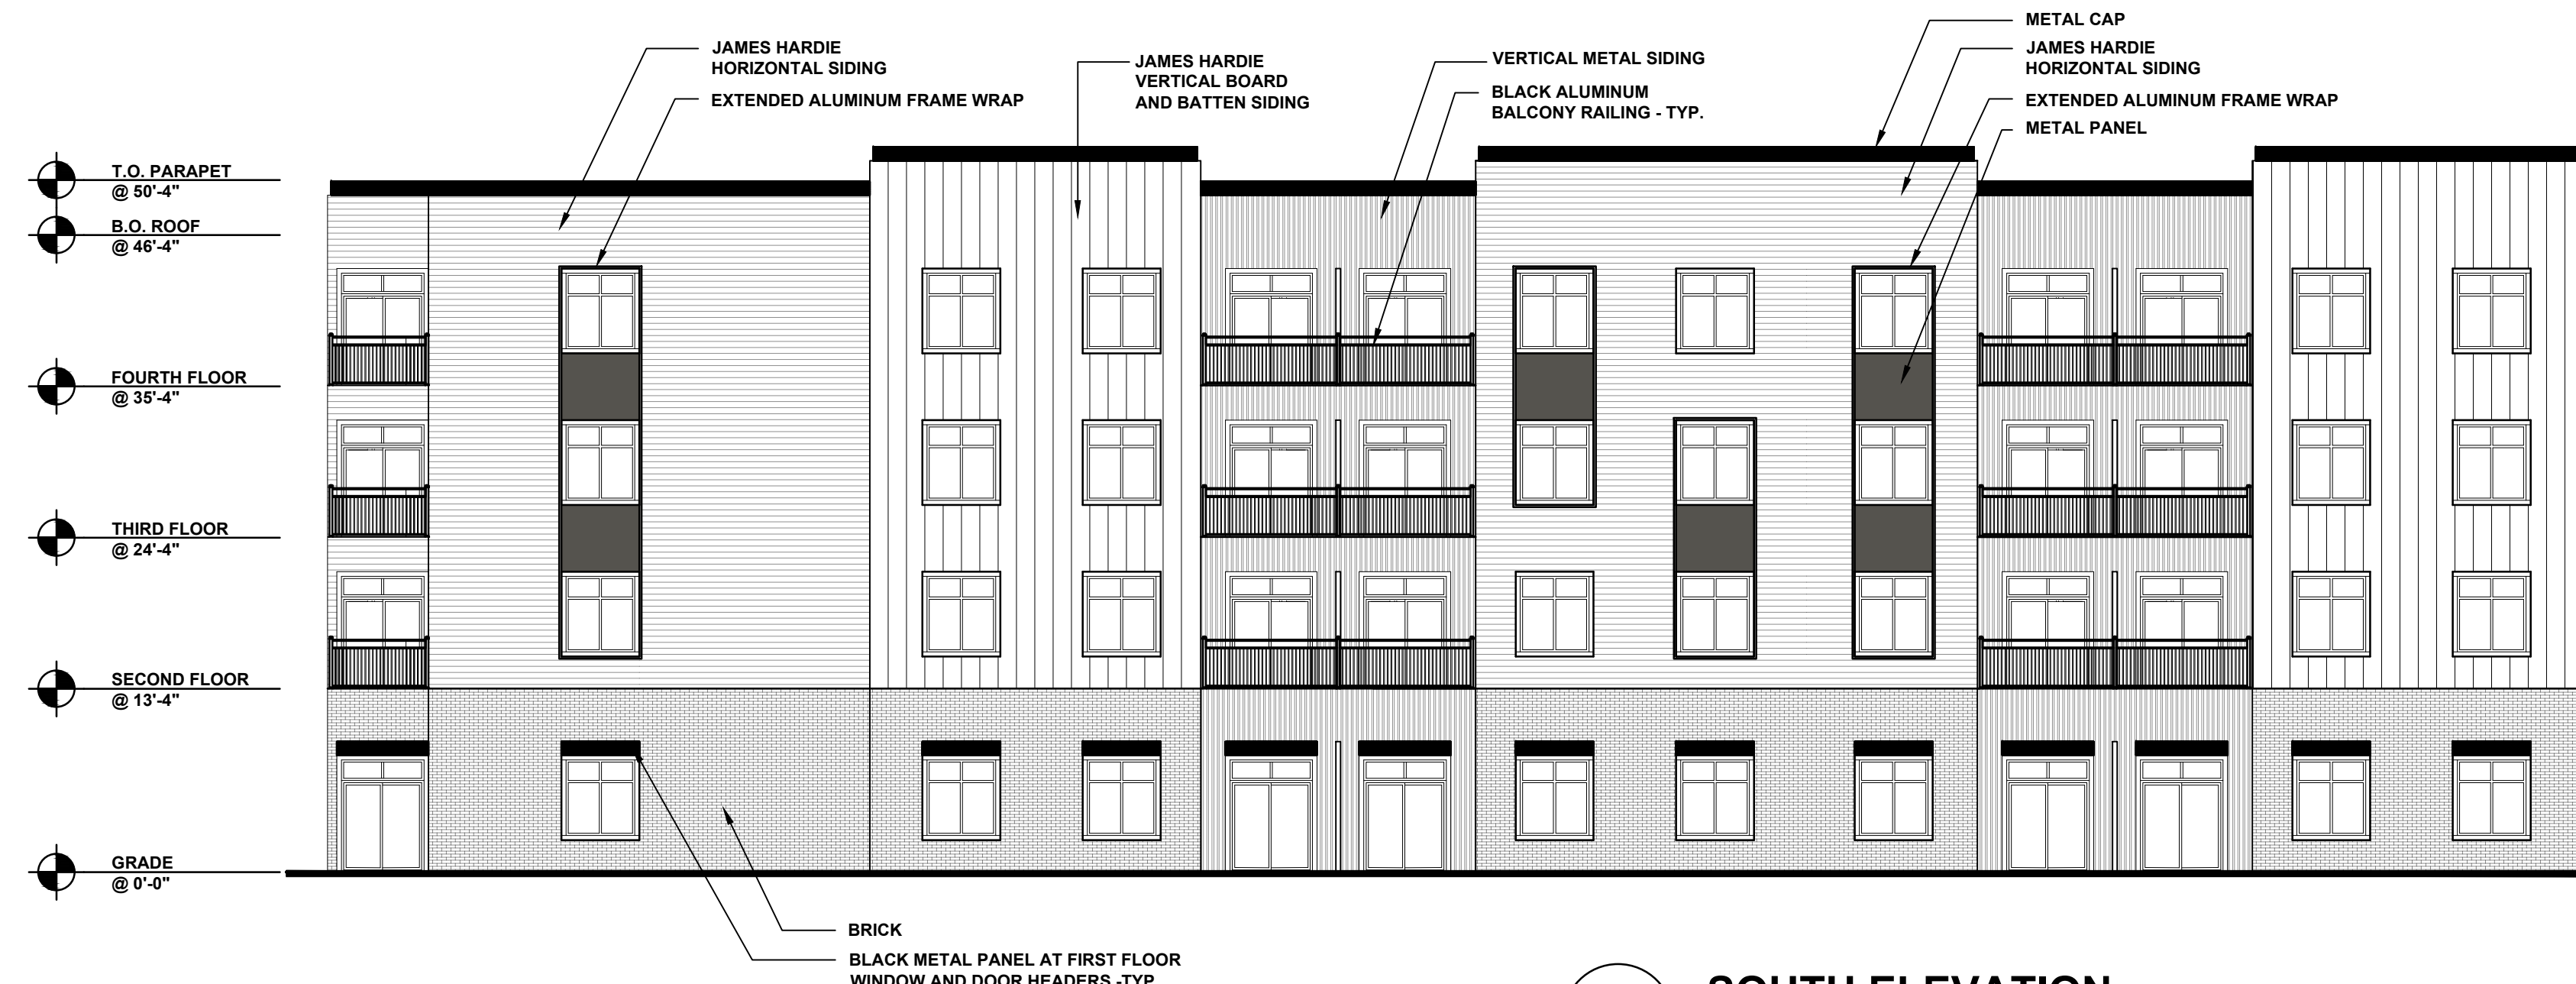 METAL CAP
JAMES HARDIE
HORIZONTAL SIDING
EXTENDED ALUMINUM FRAME WRAP
JAMES HARDIE
VERTICAL BOARD
AND BATTEN SIDING
VERTICAL METAL SIDING
BLACK ALUMINUM
BALCONY RAILING - TYP.
JAMES HARDIE
HORIZONTAL SIDING
EXTENDED ALUMINUM FRAME WRAP
METAL PANEL
T.O. PARAPET
@ 50'-4"
B.O. ROOF
@ 46'-4"
FOURTH FLOOR
@ 35'-4"
THIRD FLOOR
@ 24'-4"
SECOND FLOOR
@ 13'-4"
GRADE
@ 0'-0"
BRICK
BLACK METAL PANEL AT FIRST FLOOR
WINDOW AND DOOR HEADERS -TYP
SOUTH ELEVATION